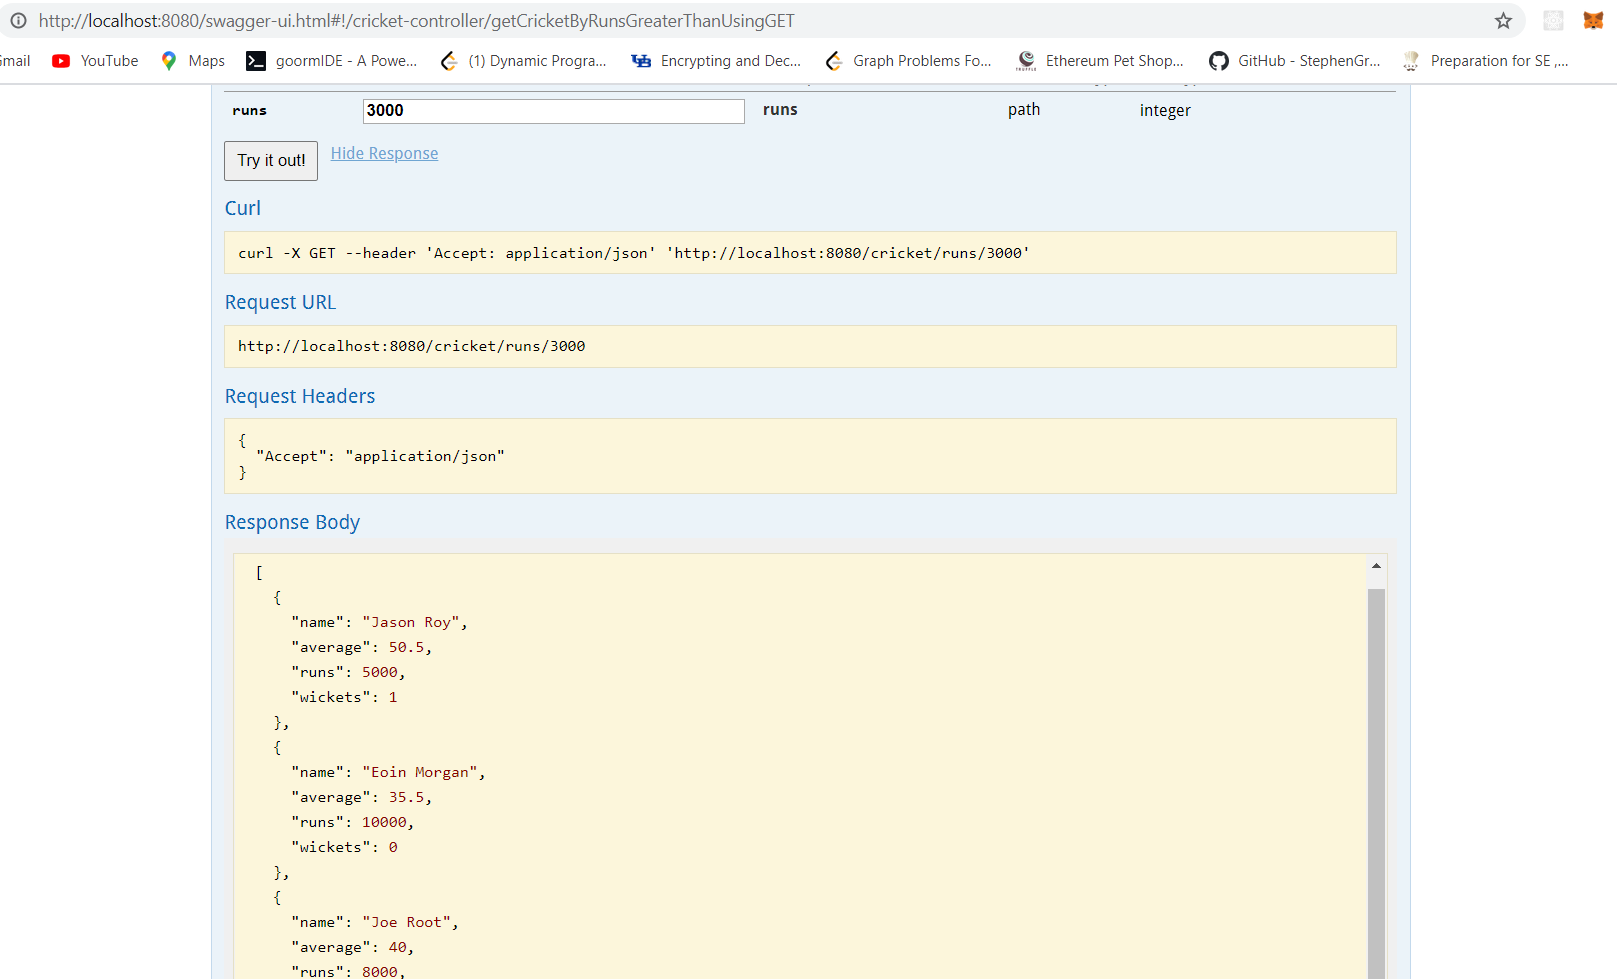 http://localhost:8080/swagger-ui.html#!/cricket-controller/getCricketByRunsGreaterThanUsingGET
YouTube Maps goormIDE - A Powe... (1) Dynamic Progra... Encrypting and Dec... Graph Problems Fo... Ethereum Pet Shop... GitHub - StephenGr... Preparation for SE ,...
runs 3000 runs path integer
Try it out! Hide Response
Curl
curl -X GET --header 'Accept: application/json' 'http://localhost:8080/cricket/runs/3000'
Request URL
http://localhost:8080/cricket/runs/3000
Request Headers
{
"Accept": "application/json"
}
Response Body
[
{
"name": "Jason Roy",
"average": 50.5,
"runs": 5000,
"wickets": 1
},
{
"name": "Eoin Morgan",
"average": 35.5,
"runs": 10000,
"wickets": 0
},
{
"name": "Joe Root",
"average": 40,
"runs": 8000,